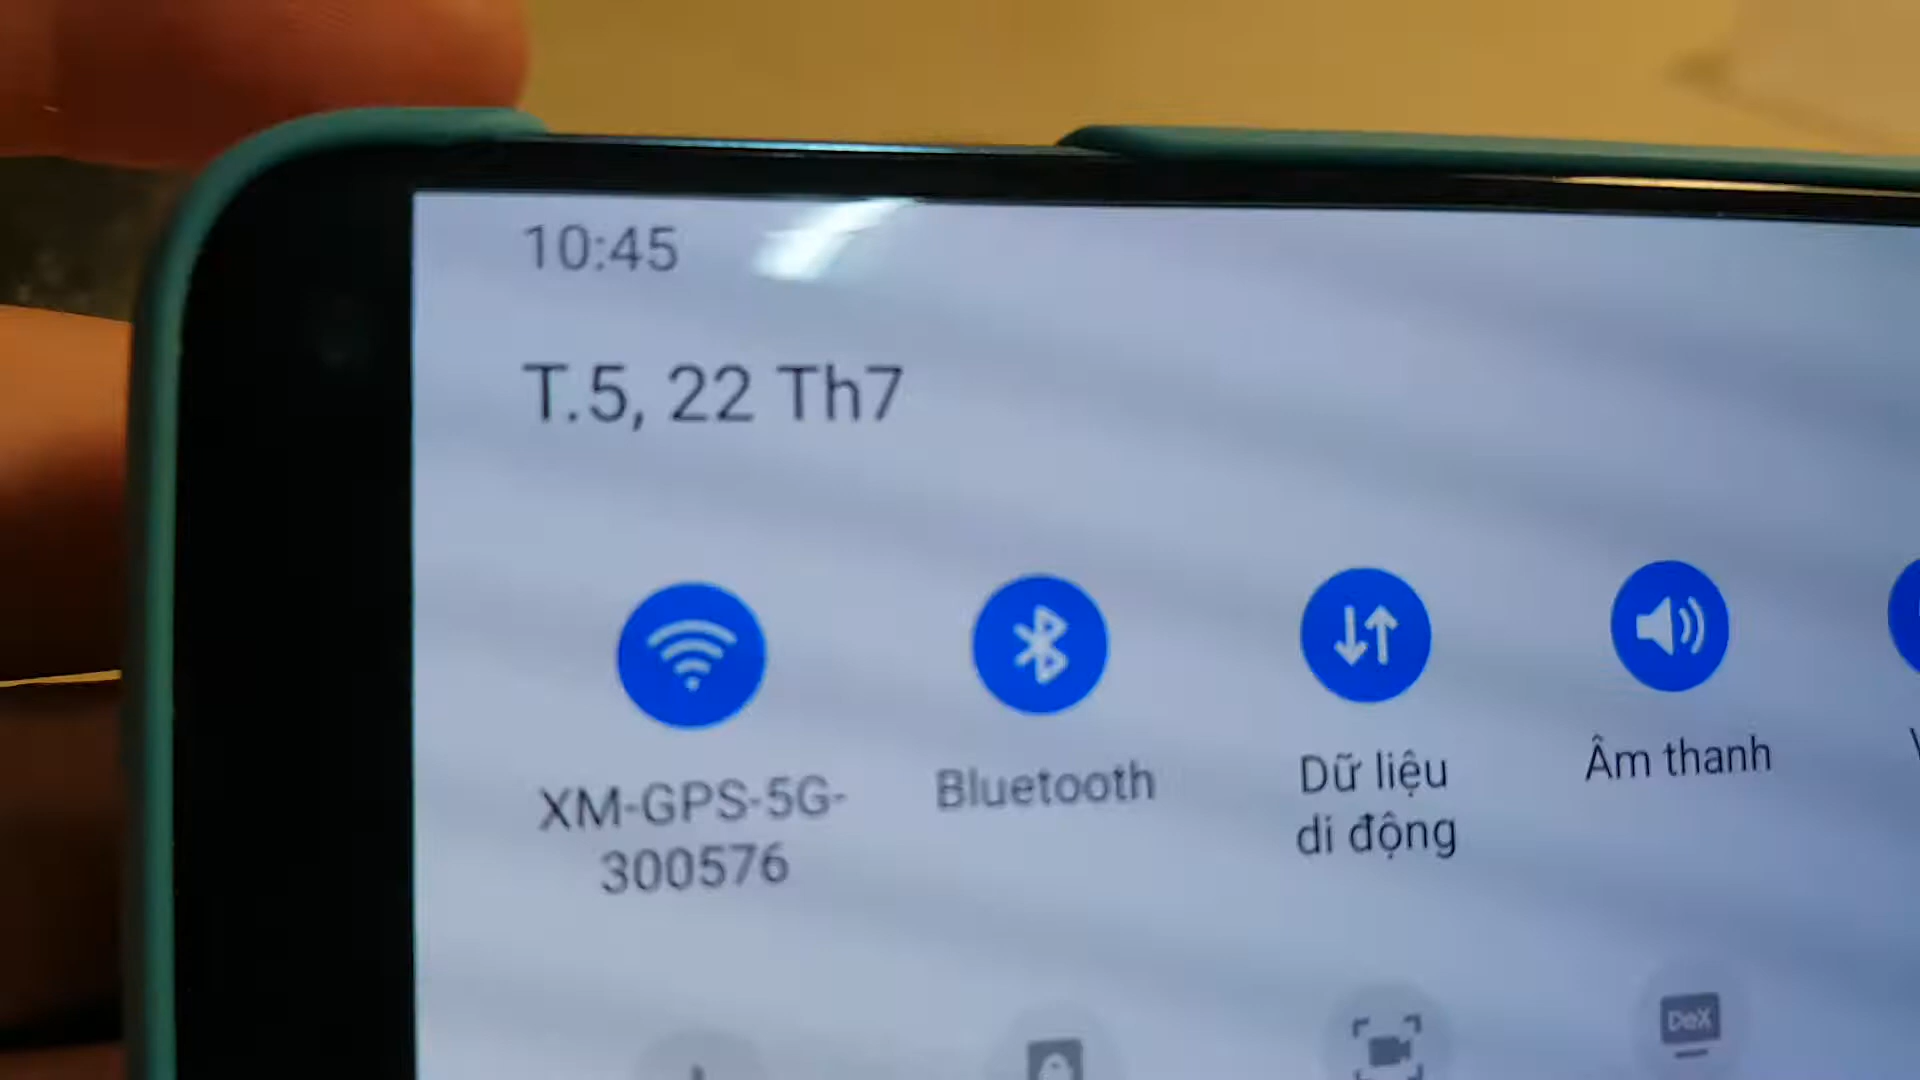 10:45
T.5, 22 Th7
XM-GPS-5G-
300576
Bluetooth
Dữ liệu
di động
Âm thanh
DeX